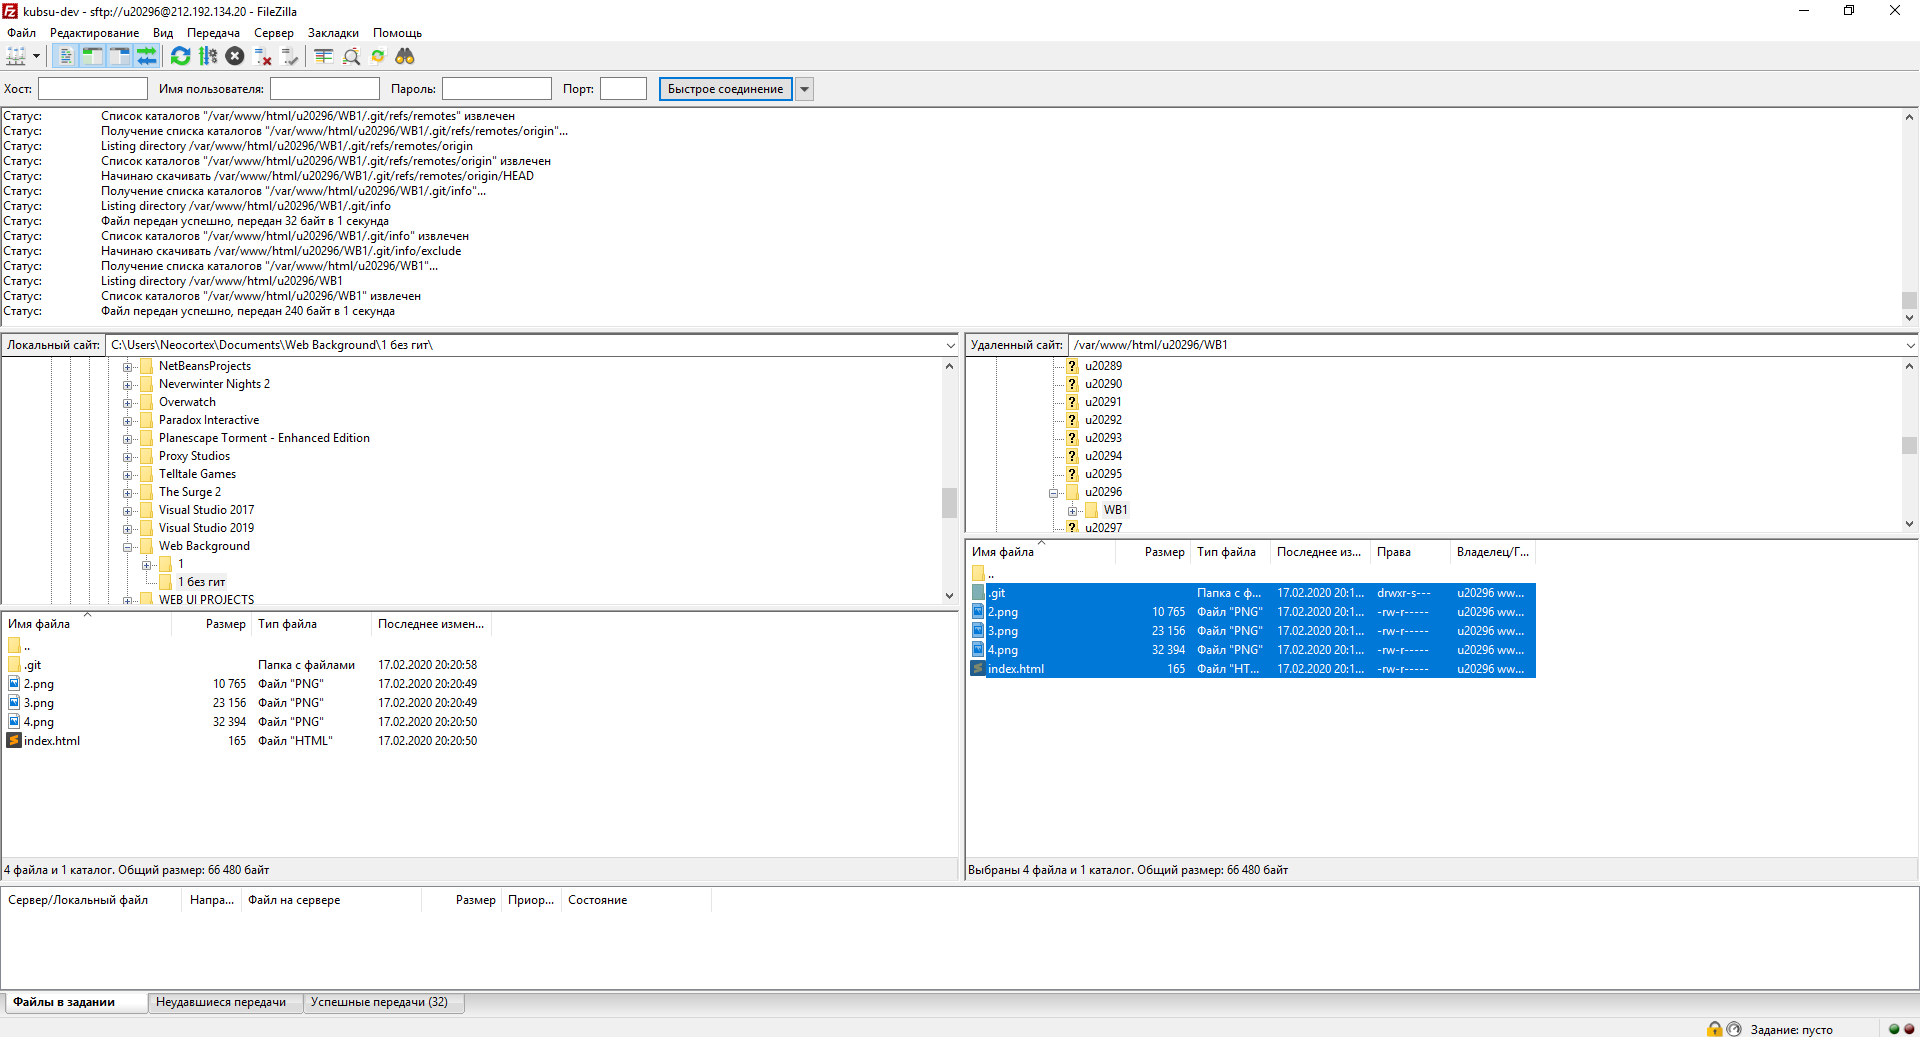 kubsu-dev - sftp://u20296@212.192.134.20 - FileZilla
Файл Редактирование Вид Передача Сервер Закладки Помощь
Хост: Имя пользователя: Пароль: Порт: Быстрое соединение
Статус: Список каталогов "/var/www/html/u20296/WB1/.git/refs/remotes" извлечен
Статус: Получение списка каталогов "/var/www/html/u20296/WB1/.git/refs/remotes/origin"...
Статус: Listing directory /var/www/html/u20296/WB1/.git/refs/remotes/origin
Статус: Список каталогов "/var/www/html/u20296/WB1/.git/refs/remotes/origin" извлечен
Статус: Начинаю скачивать /var/www/html/u20296/WB1/.git/refs/remotes/origin/HEAD
Статус: Получение списка каталогов "/var/www/html/u20296/WB1/.git/info"...
Статус: Listing directory /var/www/html/u20296/WB1/.git/info
Статус: Файл передан успешно, передан 32 байт в 1 секунда
Статус: Список каталогов "/var/www/html/u20296/WB1/.git/info" извлечен
Статус: Начинаю скачивать /var/www/html/u20296/WB1/.git/info/exclude
Статус: Получение списка каталогов "/var/www/html/u20296/WB1"...
Статус: Listing directory /var/www/html/u20296/WB1
Статус: Список каталогов "/var/www/html/u20296/WB1" извлечен
Статус: Файл передан успешно, передан 240 байт в 1 секунда
Локальный сайт: C:\Users\Neocortex\Documents\Web Background\1 без гит\
NetBeansProjects
Neverwinter Nights 2
Overwatch
Paradox Interactive
Planescape Torment - Enhanced Edition
Proxy Studios
Telltale Games
The Surge 2
Visual Studio 2017
Visual Studio 2019
Web Background
1
1 без гит
WEB UI PROJECTS
Имя файла Размер Тип файла Последнее измен...
..
.git Папка с файлами 17.02.2020 20:20:58
2.png 10 765 Файл "PNG" 17.02.2020 20:20:49
3.png 23 156 Файл "PNG" 17.02.2020 20:20:49
4.png 32 394 Файл "PNG" 17.02.2020 20:20:50
index.html 165 Файл "HTML" 17.02.2020 20:20:50
4 файла и 1 каталог. Общий размер: 66 480 байт
Удаленный сайт: /var/www/html/u20296/WB1
u20289
u20290
u20291
u20292
u20293
u20294
u20295
u20296
WB1
u20297
Имя файла Размер Тип файла Последнее из... Права Владелец/Г...
..
.git Папка с ф... 17.02.2020 20:1... drwxr-s--- u20296 ww...
2.png 10 765 Файл "PNG" 17.02.2020 20:1... -rw-r----- u20296 ww...
3.png 23 156 Файл "PNG" 17.02.2020 20:1... -rw-r----- u20296 ww...
4.png 32 394 Файл "PNG" 17.02.2020 20:1... -rw-r----- u20296 ww...
index.html 165 Файл "HT... 17.02.2020 20:1... -rw-r----- u20296 ww...
Выбраны 4 файла и 1 каталог. Общий размер: 66 480 байт
Сервер/Локальный файл Напра... Файл на сервере Размер Приор... Состояние
Файлы в задании Неудавшиеся передачи Успешные передачи (32)
Задание: пусто